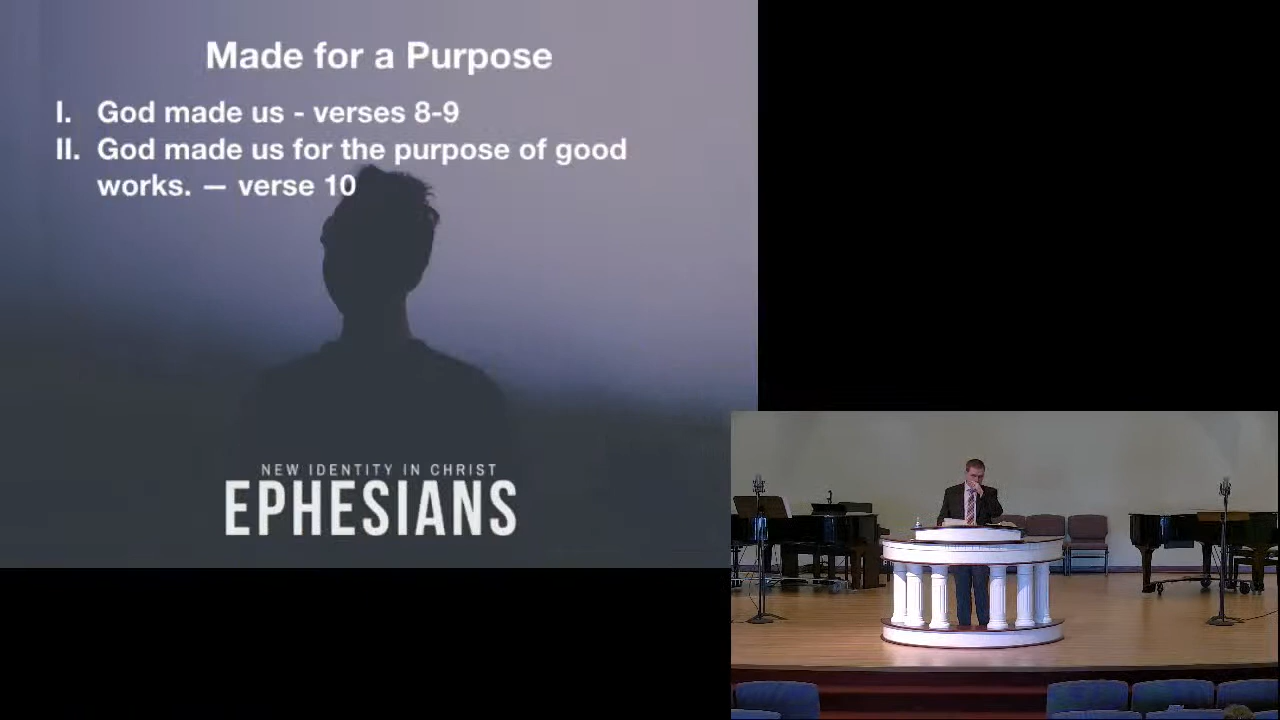 Made for a Purpose
I. God made us - verses 8-9
II. God made us for the purpose of good
works. — verse 10
NEW IDENTITY IN CHRIST
EPHESIANS